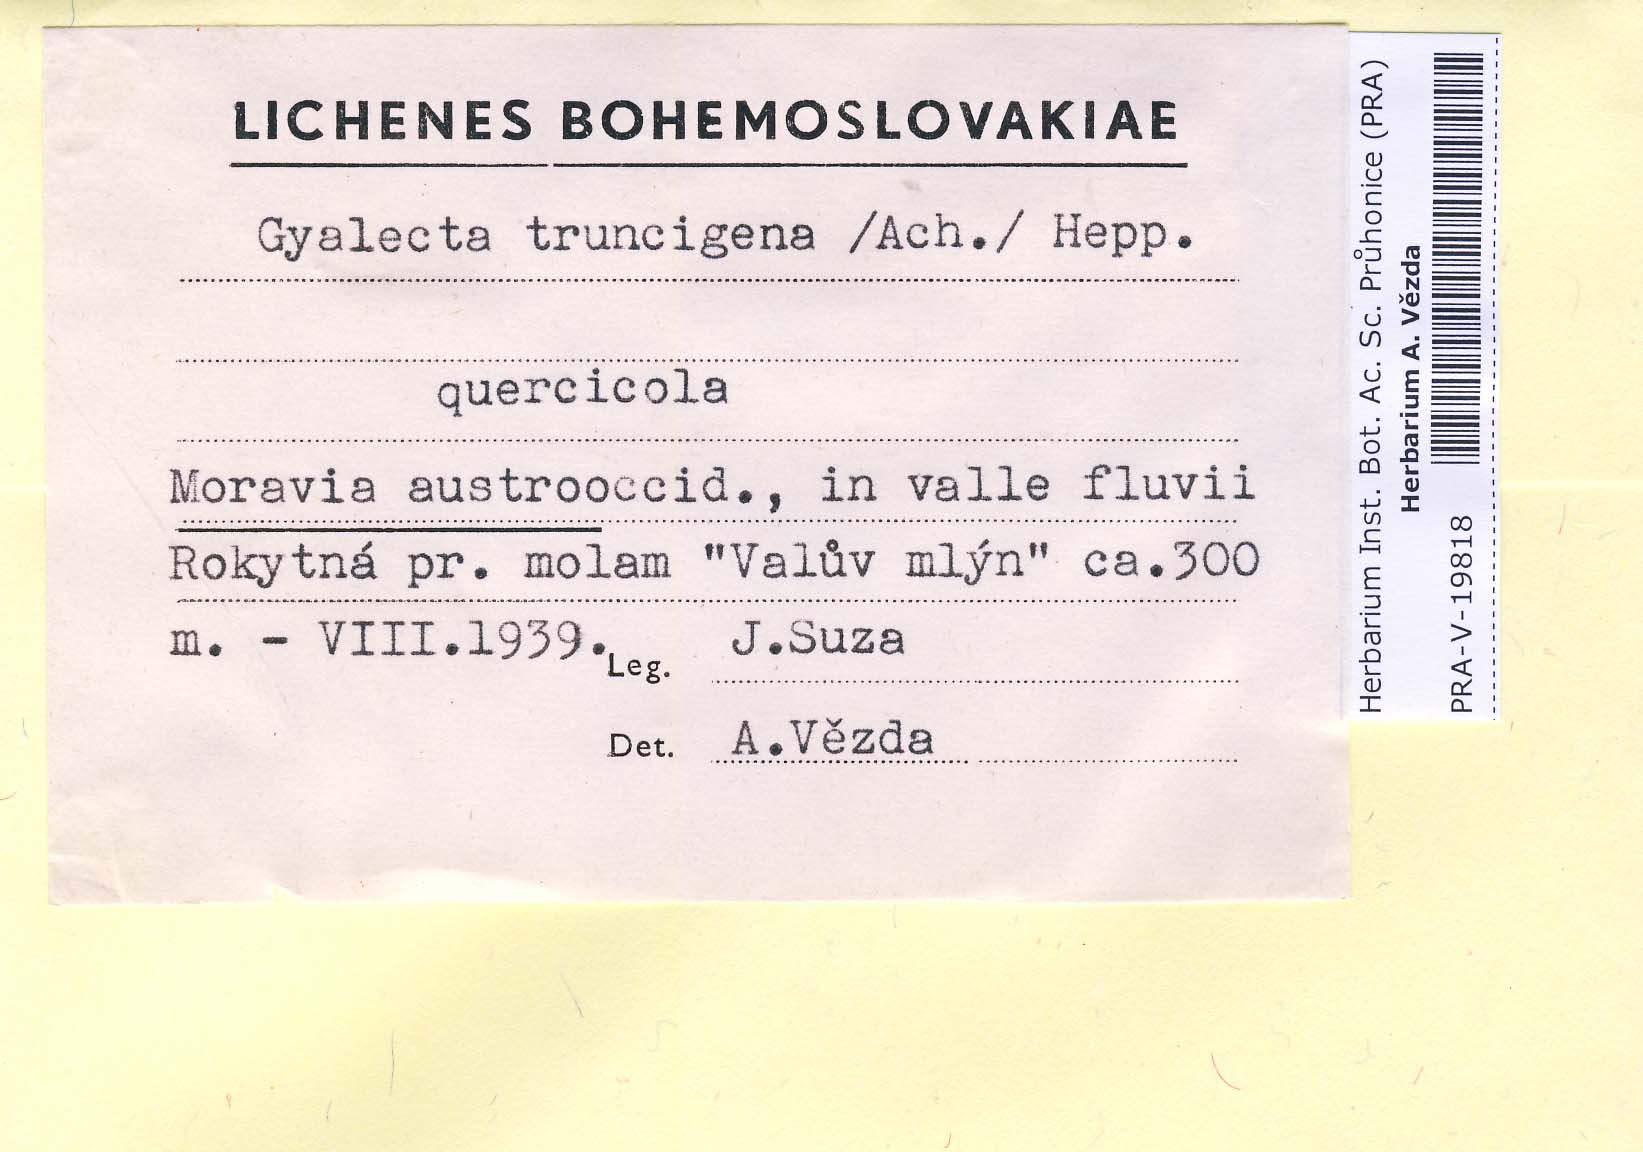 LICHENES BOHEMOSLOVAKIAE
Gyalecta truncigena /Ach./ Hepp.
quercicola
Moravia austrooccid., in valle fluvii
Rokytná pr. molam "Valův mlýn" ca.300
m. - VIII.1939. Leg. J.Suza
Det. A.Vězda
Herbarium Inst. Bot. Ac. Sc. Průhonice (PRA)
Herbarium A. Vězda
PRA-V-19818